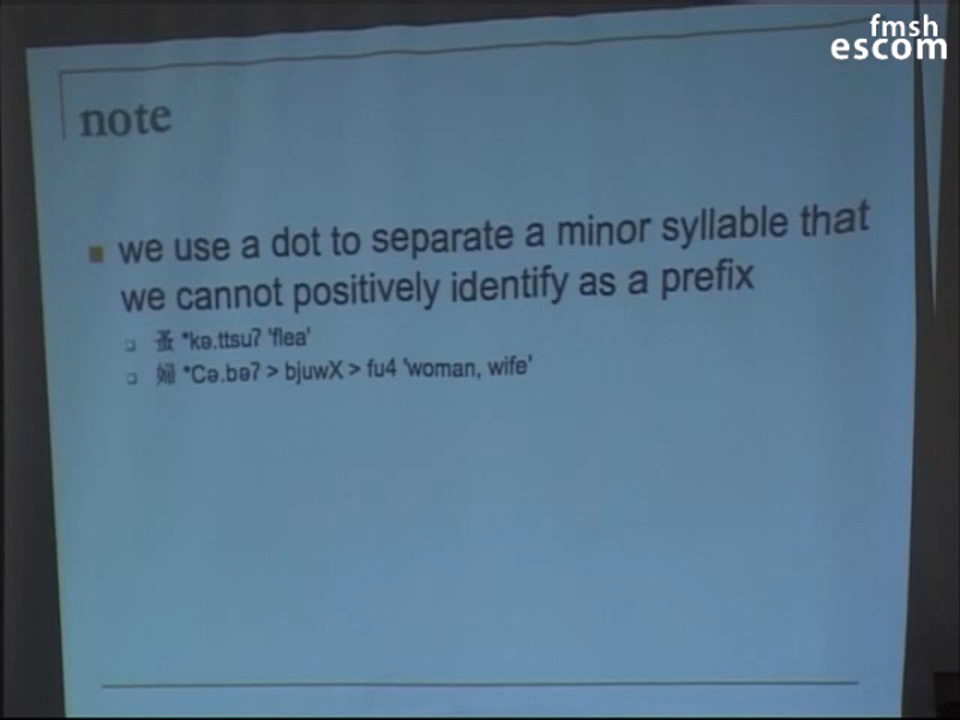 fmsh
escom
note
we use a dot to separate a minor syllable that
we cannot positively identify as a prefix
蚤 *kə.ttsuʔ 'flea'
婦 *Cə.bəʔ > bjuwX > fu4 'woman, wife'